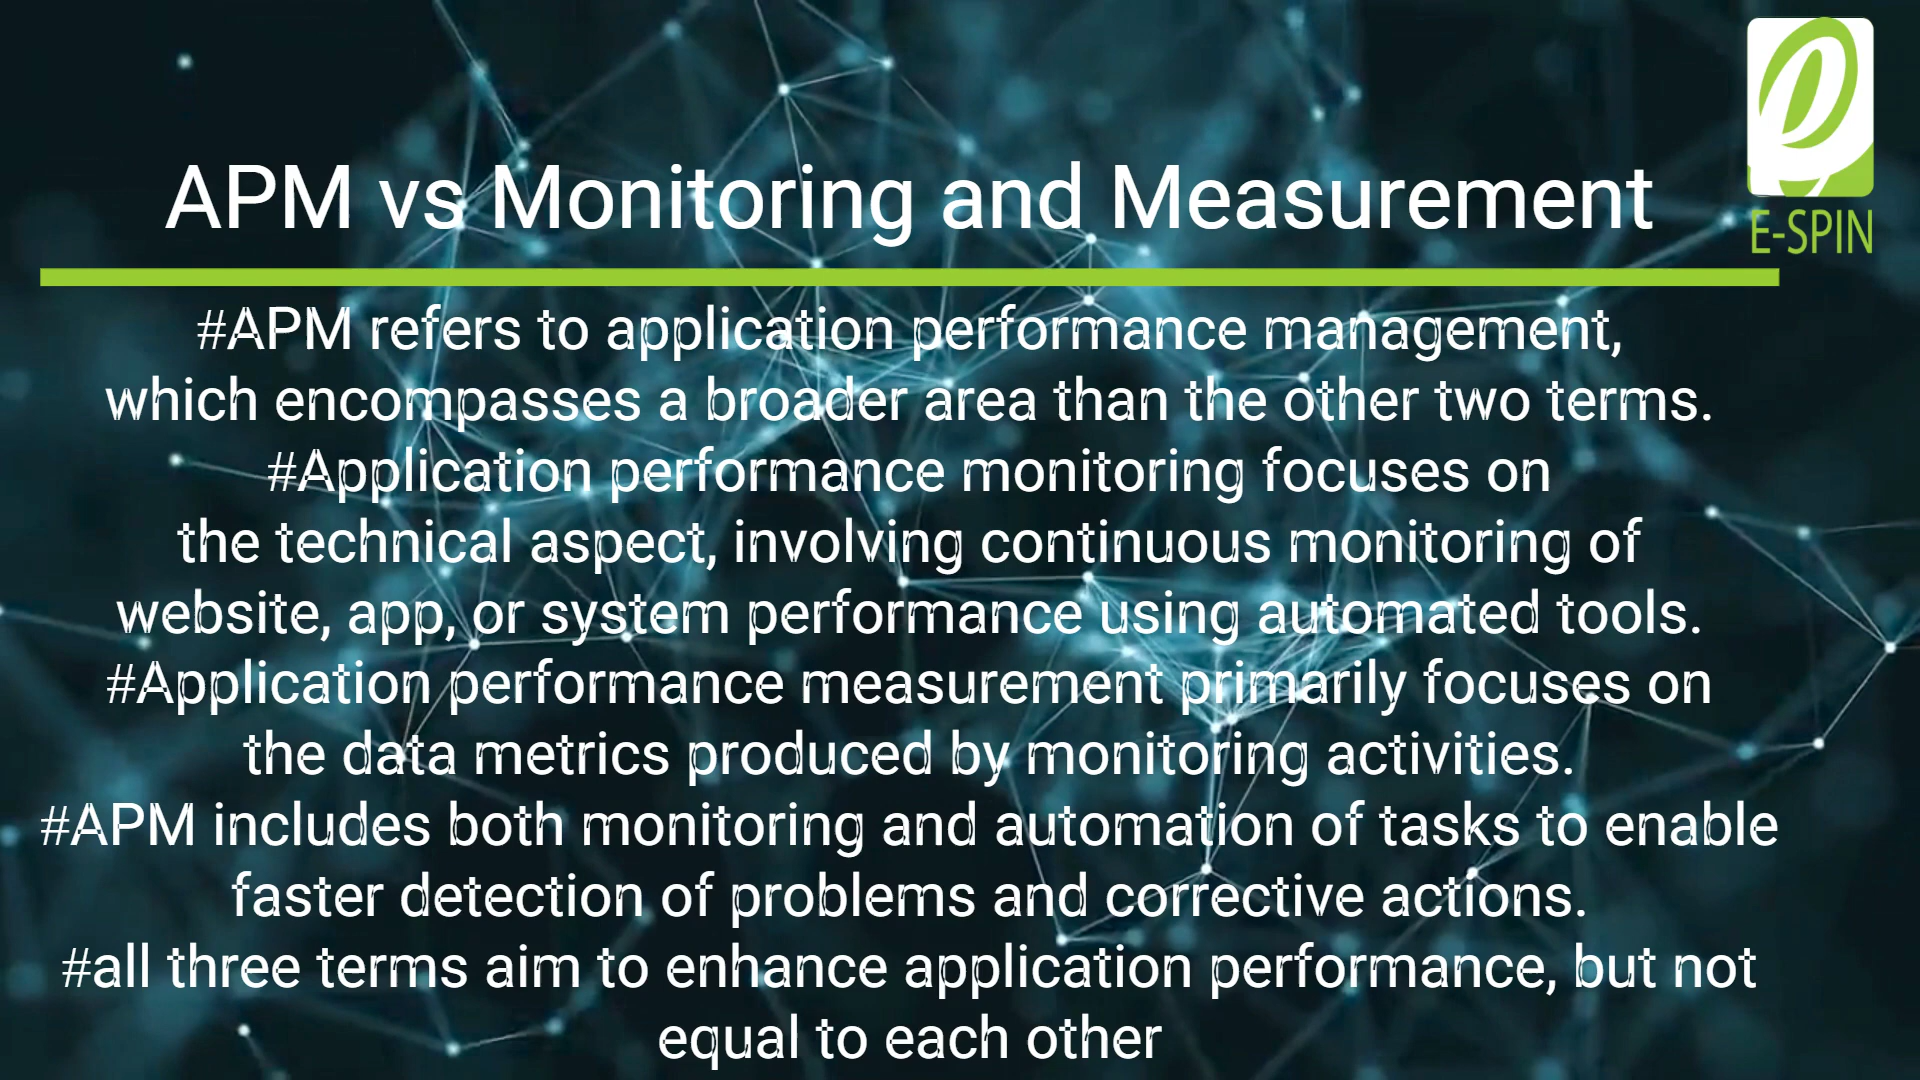 APM vs Monitoring and Measurement
E-SPIN
#APM refers to application performance management,
which encompasses a broader area than the other two terms.
#Application performance monitoring focuses on
the technical aspect, involving continuous monitoring of
website, app, or system performance using automated tools.
#Application performance measurement primarily focuses on
the data metrics produced by monitoring activities.
#APM includes both monitoring and automation of tasks to enable
faster detection of problems and corrective actions.
#all three terms aim to enhance application performance, but not
equal to each other